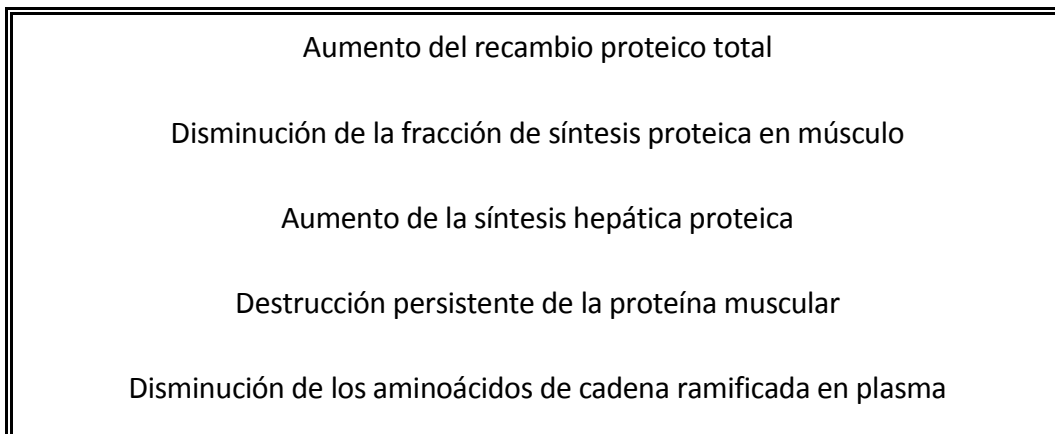 Aumento del recambio proteico total
Disminución de la fracción de síntesis proteica en músculo
Aumento de la síntesis hepática proteica
Destrucción persistente de la proteína muscular
Disminución de los aminoácidos de cadena ramificada en plasma